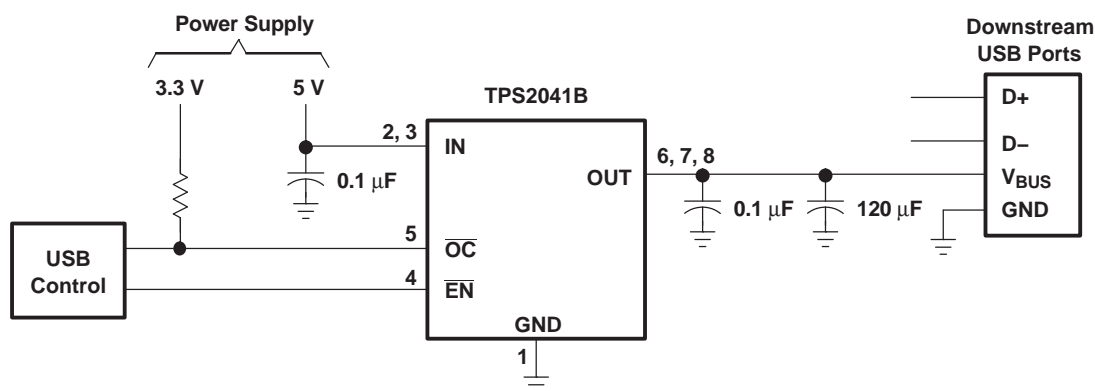 Power Supply
3.3 V
5 V
TPS2041B
Downstream
USB Ports
2, 3
IN
0.1 μF
OUT
6, 7, 8
0.1 μF
120 μF
D+
D–
VBUS
GND
USB
Control
5
OC
4
EN
GND
1